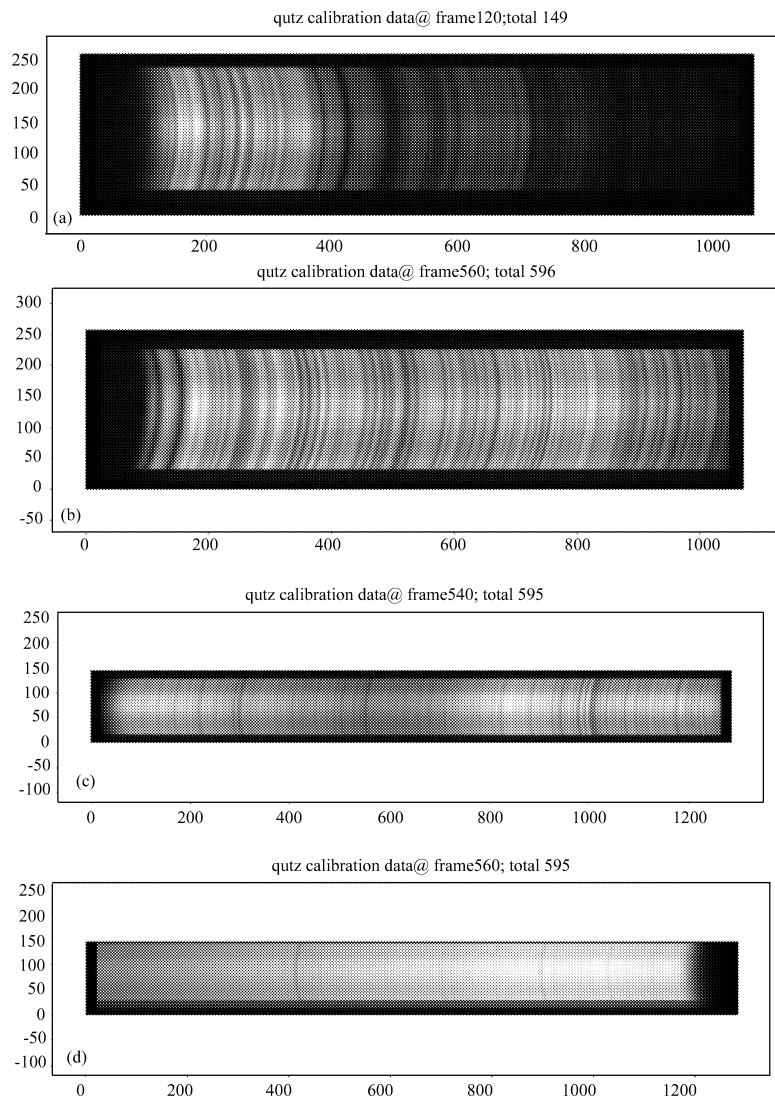 qutz calibration data@ frame120;total 149
250
200
150
100
50
0
(a)
0 200 400 600 800 1000
qutz calibration data@ frame560; total 596
300
250
200
150
100
50
0
-50
(b)
0 200 400 600 800 1000
qutz calibration data@ frame540; total 595
250
200
150
100
50
0
-50
-100
(c)
0 200 400 600 800 1000 1200
qutz calibration data@ frame560; total 595
250
200
150
100
50
0
-50
-100
(d)
0 200 400 600 800 1000 1200